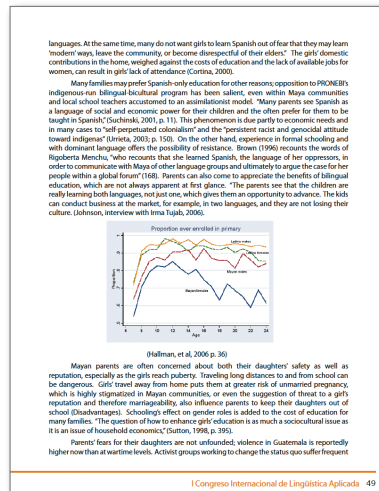 languages. At the same time, many do not want girls to learn Spanish out of fear that they may learn
'modern' ways, leave the community, or become disrespectful of their elders." The girls' domestic
contributions in the home, weighed against the costs of education and the lack of available jobs for
women, can result in girls' lack of attendance (Cortina, 2000).
Many families may prefer Spanish-only education for other reasons; opposition to PRONEBI's
indigenous-run bilingual-bicultural program has been salient, even within Maya communities
and local school teachers accustomed to an assimilationist model. "Many parents see Spanish as
a language of social and economic power for their children and the often prefer for them to be
taught in Spanish," (Suchinski, 2001, p. 11). This phenomenon is due partly to economic needs and
in many cases to "self-perpetuated colonialism" and the "persistent racist and genocidal attitude
toward indigenas" (Urrieta, 2003; p. 150). On the other hand, experience in formal schooling and
with dominant language offers the possibility of resistance. Brown (1996) recounts the words of
Rigoberta Menchu, "who recounts that she learned Spanish, the language of her oppressors, in
order to communicate with Maya of other language groups and ultimately to argue the case for her
people within a global forum" (168). Parents can also come to appreciate the benefits of bilingual
education, which are not always apparent at first glance. "The parents see that the children are
really learning both languages, not just one, which gives them an opportunity to advance. The kids
can conduct business at the market, for example, in two languages, and they are not losing their
culture. (Johnson, interview with Irma Tujab, 2006).
Proportion ever enrolled in primary
Ladino males
Mayan males
Mayan females
Proportion
6 8 10 12 14 16 18 20 22 24
Age
(Hallman, et al, 2006 p. 36)
Mayan parents are often concerned about both their daughters' safety as well as
reputation, especially as the girls reach puberty. Traveling long distances to and from school can
be dangerous. Girls' travel away from home puts them at greater risk of unmarried pregnancy,
which is highly stigmatized in Mayan communities, or even the suggestion of threat to a girl's
reputation and therefore marriageability, also influence parents to keep their daughters out of
school (Disadvantages). Schooling's effect on gender roles is added to the cost of education for
many families. "The question of how to enhance girls' education is as much a sociocultural issue as
it is an issue of household economics," (Sutton, 1998, p. 395).
Parents' fears for their daughters are not unfounded; violence in Guatemala is reportedly
higher now than at wartime levels. Activist groups working to change the status quo suffer frequent
I Congreso Internacional de Lingüística Aplicada 49